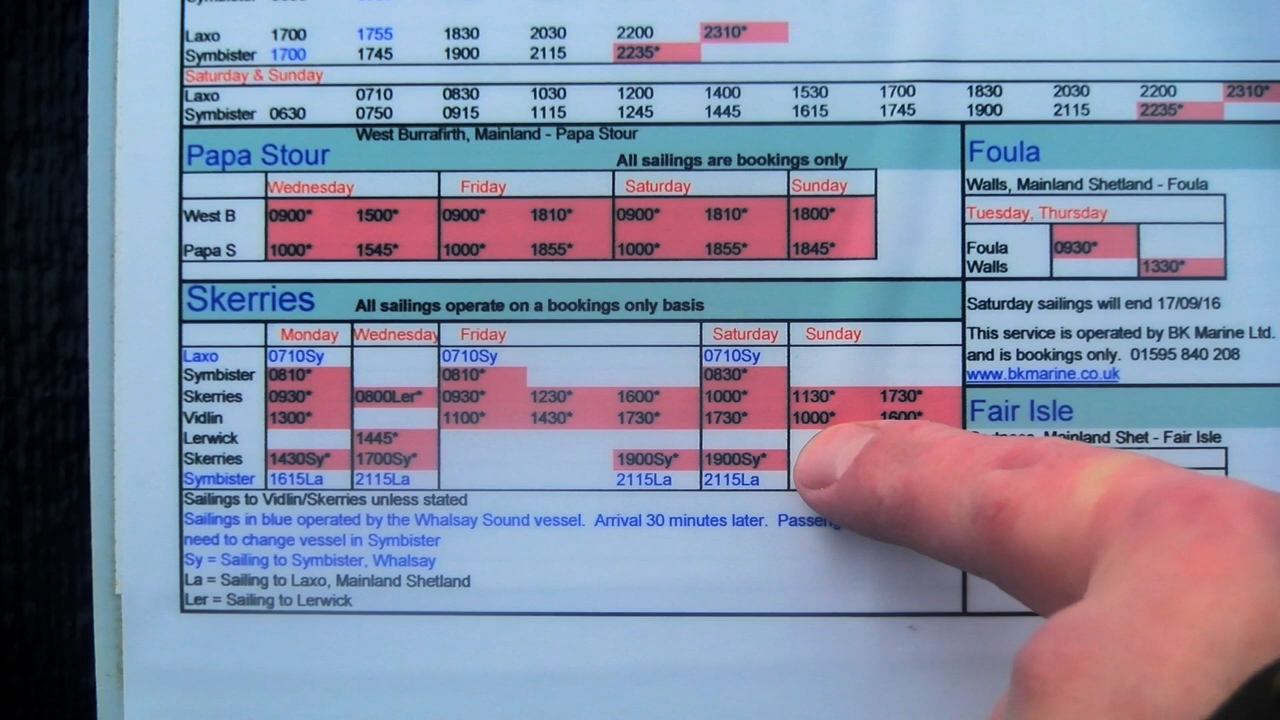 Laxo 1700 1755 1830 2030 2200 2310*
Symbister 1700 1745 1900 2115 2235*
Saturday & Sunday
Laxo 0710 0830 1030 1200 1400 1530 1700 1830 2030 2200 2310*
Symbister 0630 0750 0915 1115 1245 1445 1615 1745 1900 2115 2235*
West Burrafirth, Mainland - Papa Stour
Papa Stour All sailings are bookings only
Wednesday Friday Saturday Sunday
West B 0900* 1500* 0900* 1810* 0900* 1810* 1800*
Papa S 1000* 1545* 1000* 1855* 1000* 1855* 1845*
Skerries All sailings operate on a bookings only basis
Monday Wednesday Friday Saturday Sunday
Laxo 0710Sy 0710Sy 0710Sy
Symbister 0810* 0810* 0830*
Skerries 0930* 0800Ler* 0930* 1230* 1600* 1000* 1130* 1730*
Vidlin 1300* 1100* 1430* 1730* 1730* 1000* 1600*
Lerwick 1445*
Skerries 1430Sy* 1700Sy* 1900Sy* 1900Sy*
Symbister 1615La 2115La 2115La 2115La
Sailings to Vidlin/Skerries unless stated
Sailings in blue operated by the Whalsay Sound vessel. Arrival 30 minutes later.
need to change vessel in Symbister
Sy = Sailing to Symbister, Whalsay
La = Sailing to Laxo, Mainland Shetland
Ler = Sailing to Lerwick
Foula
Walls, Mainland Shetland - Foula
Tuesday, Thursday
Foula 0930*
Walls 1330*
Saturday sailings will end 17/09/16
This service is operated by BK Marine Ltd.
and is bookings only. 01595 840 208
www.bkmarine.co.uk
Fair Isle
Mainland Shet - Fair Isle